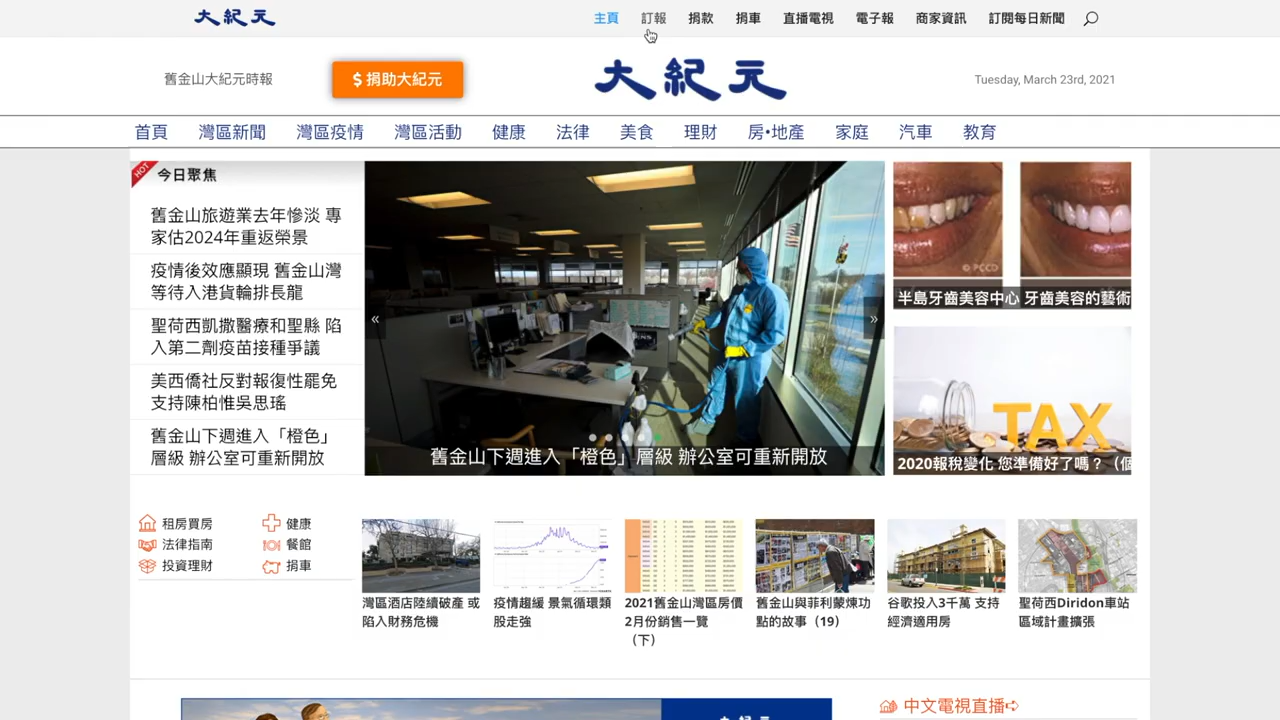 大紀元
主頁 訂報 捐款 捐車 直播電視 電子報 商家資訊 訂閱每日新聞
舊金山大紀元時報
$ 捐助大紀元
大紀元
Tuesday, March 23rd, 2021
首頁 灣區新聞 灣區疫情 灣區活動 健康 法律 美食 理財 房•地產 家庭 汽車 教育
HOT
今日聚焦
舊金山旅遊業去年慘淡 專
家估2024年重返榮景
疫情後效應顯現 舊金山灣
等待入港貨輪排長龍
聖荷西凱撒醫療和聖縣 陷
入第二劑疫苗接種爭議
美西僑社反對報復性罷免
支持陳柏惟吳思瑤
舊金山下週進入「橙色」
層級 辦公室可重新開放
«
»
舊金山下週進入「橙色」層級 辦公室可重新開放
© PCCD
半島牙齒美容中心 牙齒美容的藝術
TAX
2020報稅變化 您準備好了嗎？（個
租房買房
健康
法律指南
餐館
投資理財
捐車
灣區酒店陸續破產 或
陷入財務危機
疫情趨緩 景氣循環類
股走強
2021舊金山灣區房價
2月份銷售一覽
（下）
舊金山與菲利蒙煉功
點的故事（19）
谷歌投入3千萬 支持
經濟適用房
聖荷西Diridon車站
區域計畫擴張
大紀元
中文電視直播